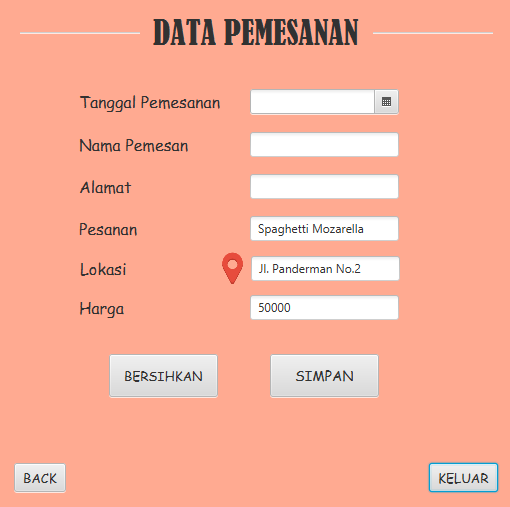 DATA PEMESANAN
Tanggal Pemesanan
Nama Pemesan
Alamat
Pesanan Spaghetti Mozarella
Lokasi Jl. Panderman No.2
Harga 50000
BERSIHKAN SIMPAN
BACK KELUAR